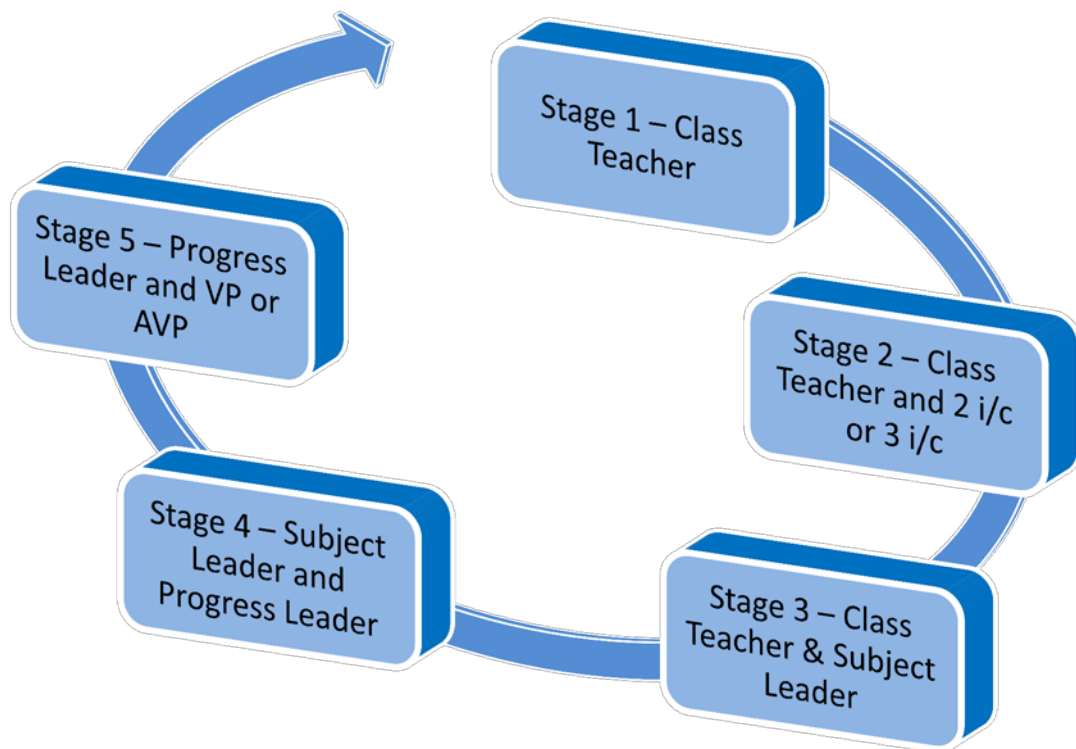 Stage 1 – Class
Teacher
Stage 2 – Class
Teacher and 2 i/c
or 3 i/c
Stage 3 – Class
Teacher & Subject
Leader
Stage 4 – Subject
Leader and
Progress Leader
Stage 5 – Progress
Leader and VP or
AVP